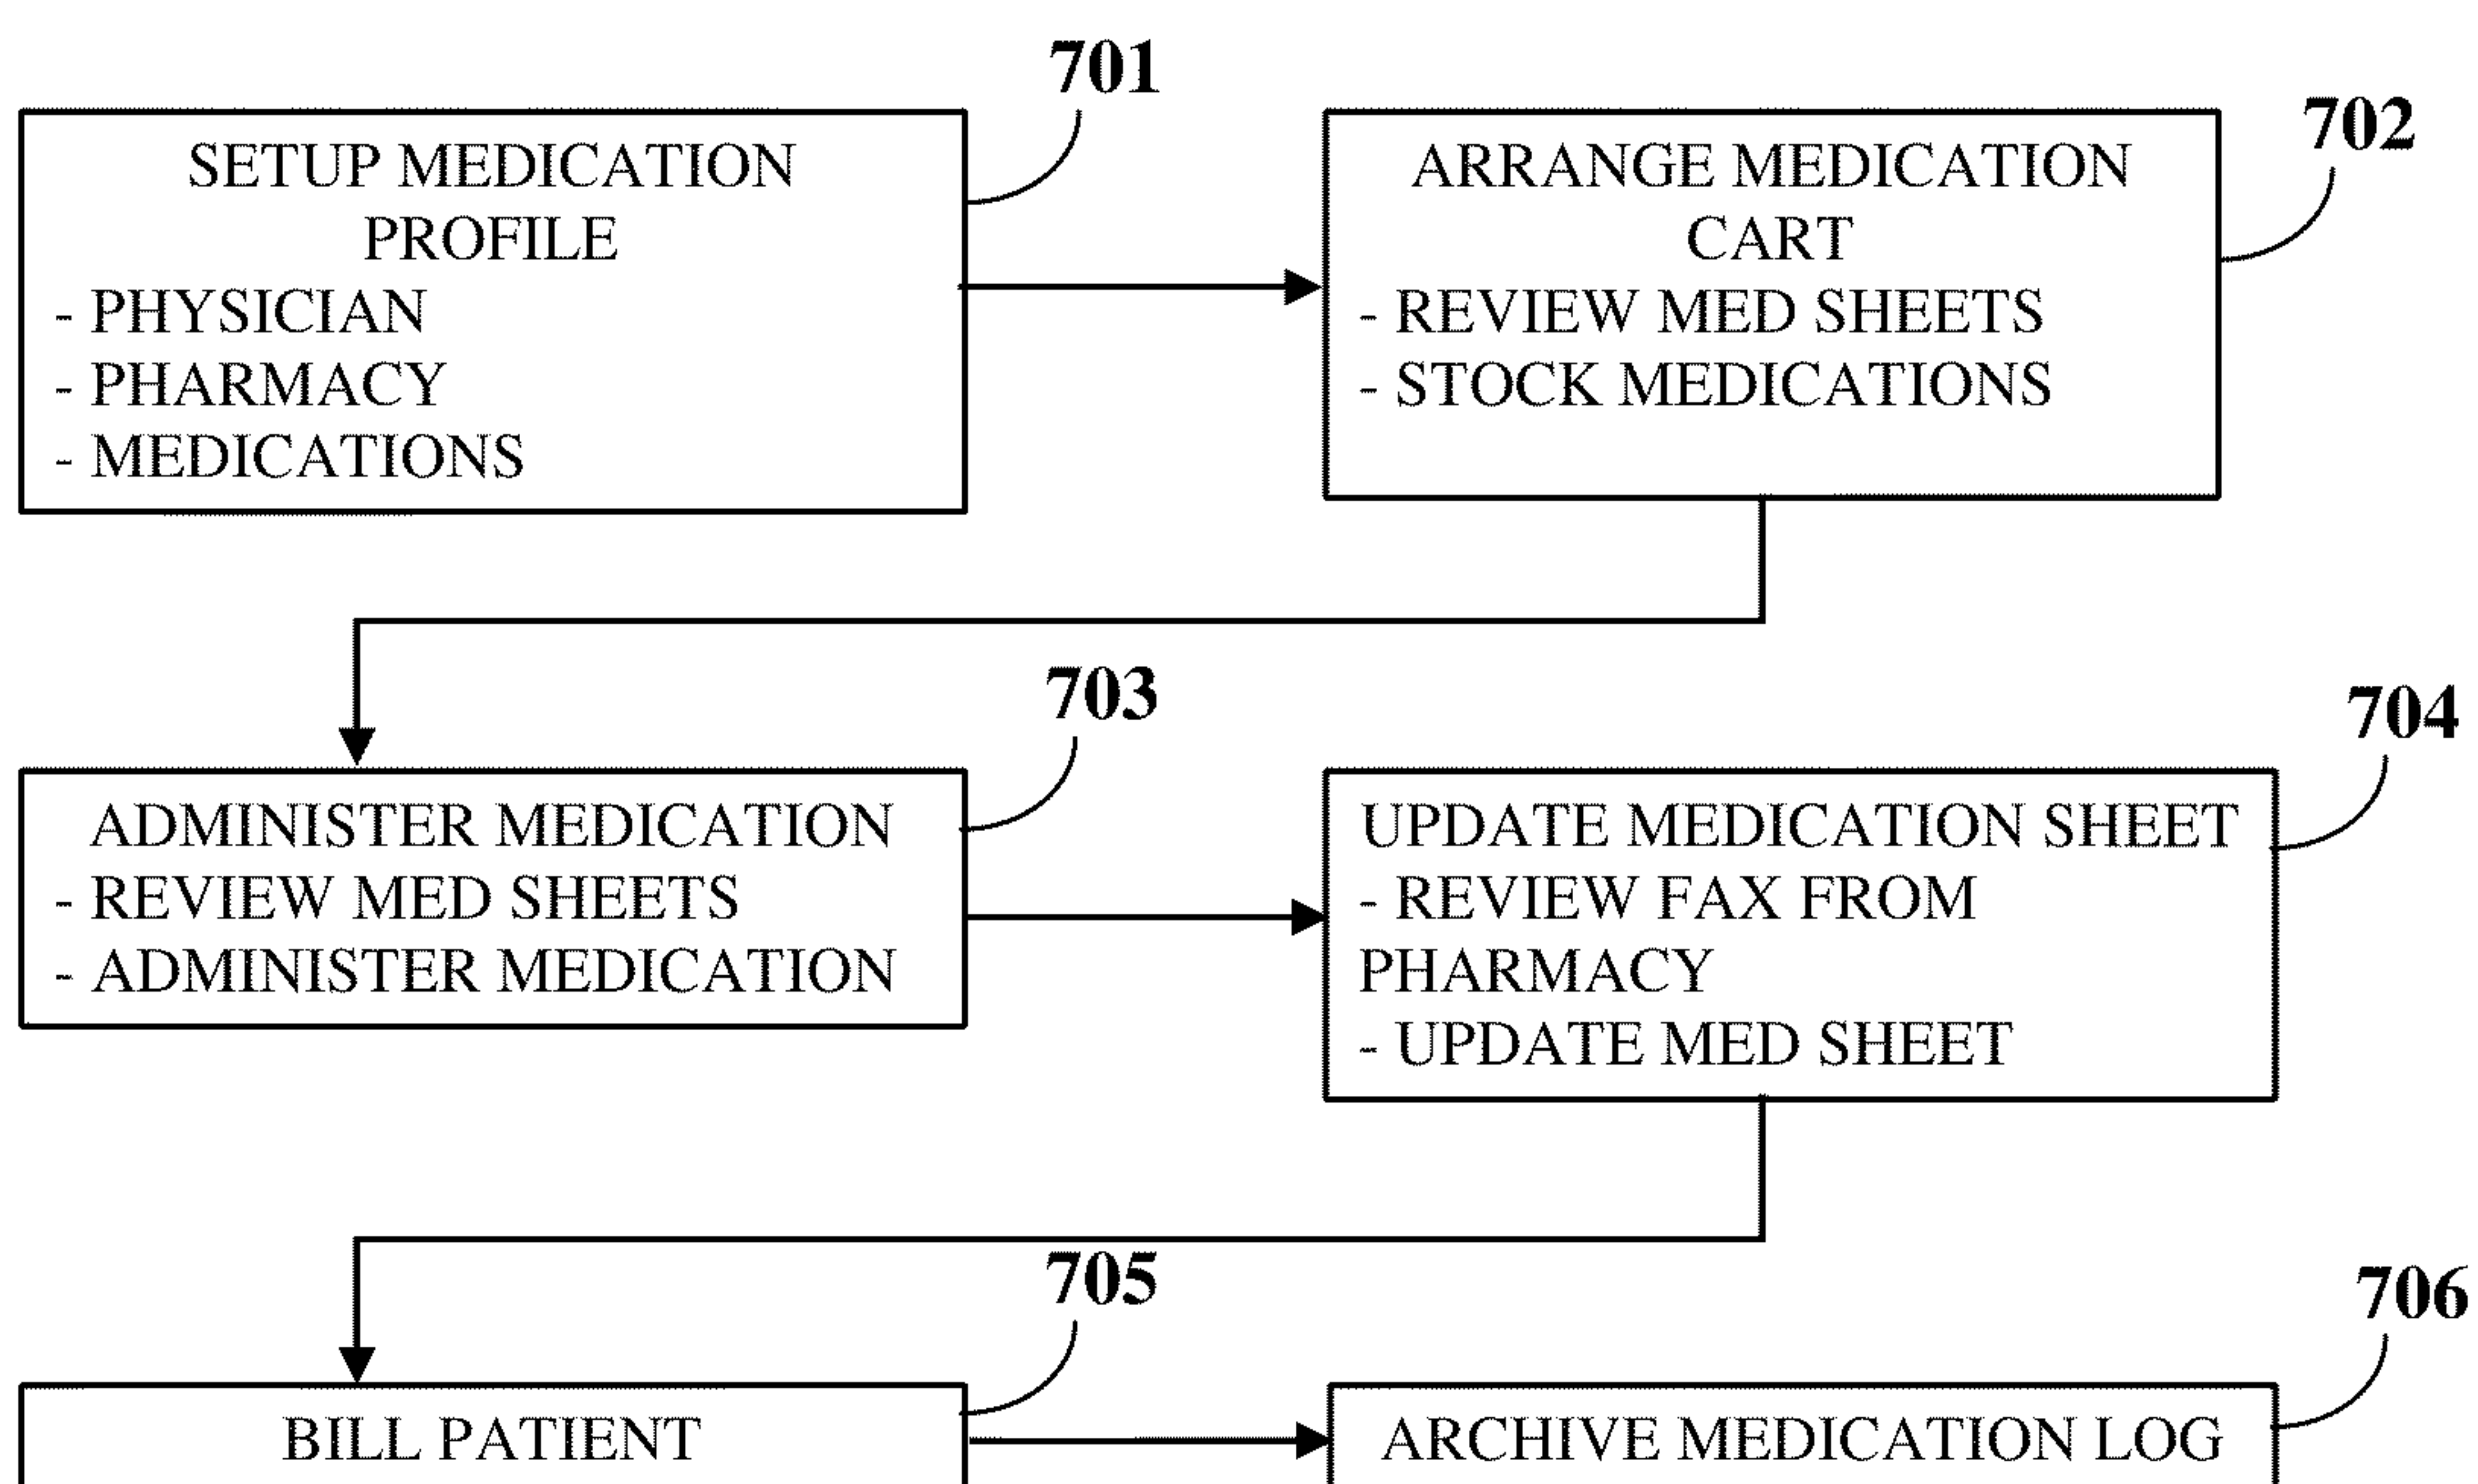 701
SETUP MEDICATION
PROFILE
- PHYSICIAN
- PHARMACY
- MEDICATIONS
702
ARRANGE MEDICATION
CART
- REVIEW MED SHEETS
- STOCK MEDICATIONS
703
ADMINISTER MEDICATION
- REVIEW MED SHEETS
- ADMINISTER MEDICATION
704
UPDATE MEDICATION SHEET
- REVIEW FAX FROM
PHARMACY
- UPDATE MED SHEET
705
BILL PATIENT
706
ARCHIVE MEDICATION LOG